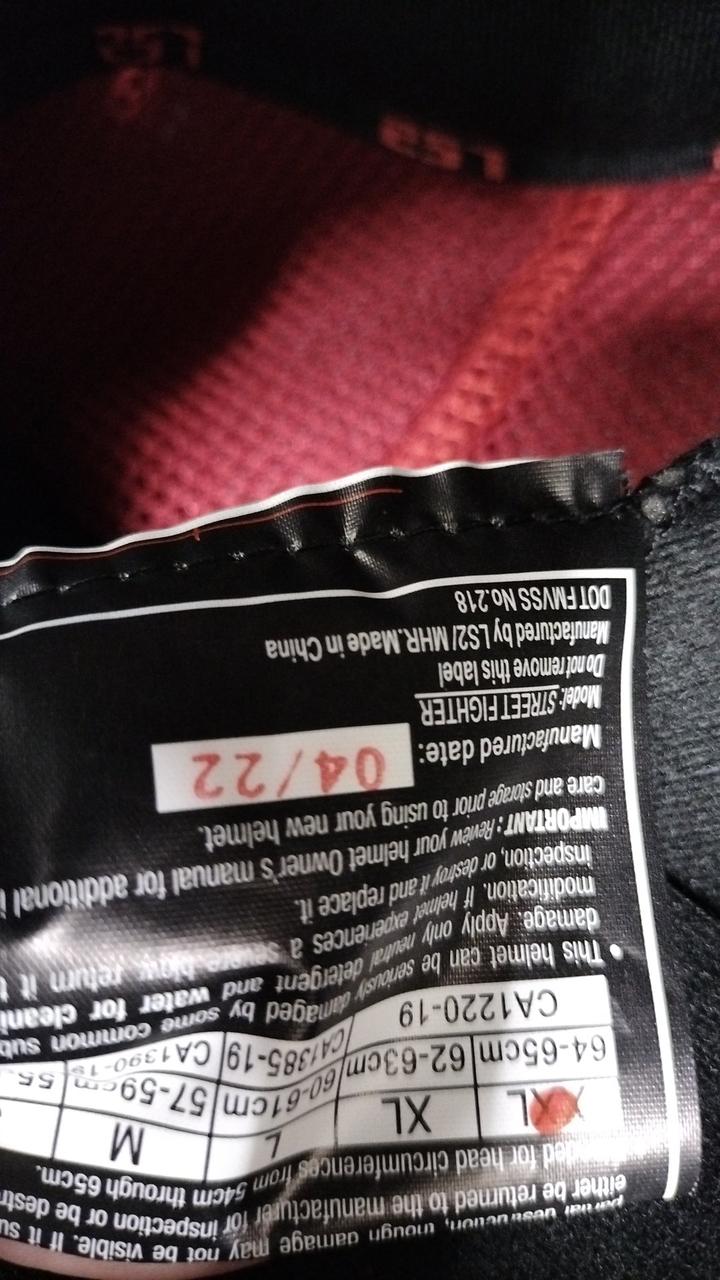 partial destruction, though damage may not be visible. If it su
either be returned to the manufacturer for inspection or be destr
for head circumferences from 54cm through 65cm.
XXL XL L M
64-65cm 62-63cm 60-61cm 57-59cm 55
CA1220-19 CA1385-19 CA1390-19
• This helmet can be seriously damaged by some common sub
damage. Apply only neutral detergent and water for cleani
modification. If helmet experiences a severe blow, return it t
inspection, or destroy it and replace it.
IMPORTANT: Review your helmet Owner's manual for additional i
care and storage prior to using your new helmet.
Manufactured date: 04/22
Model: STREET FIGHTER
Do not remove this label
Manufactured by LS2/ MHR.Made in China
DOT FMVSS No.218
LS2
LS2